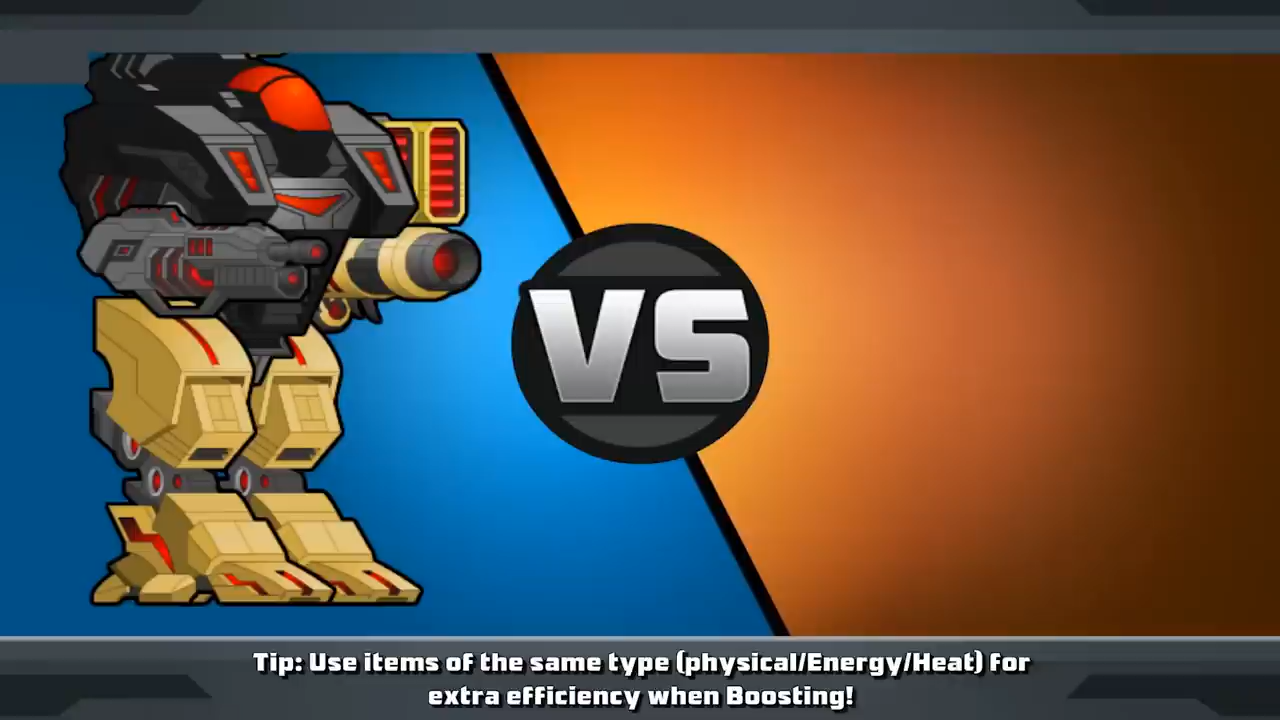 VS
Tip: Use items of the same type (physical/Energy/Heat) for
extra efficiency when Boosting!